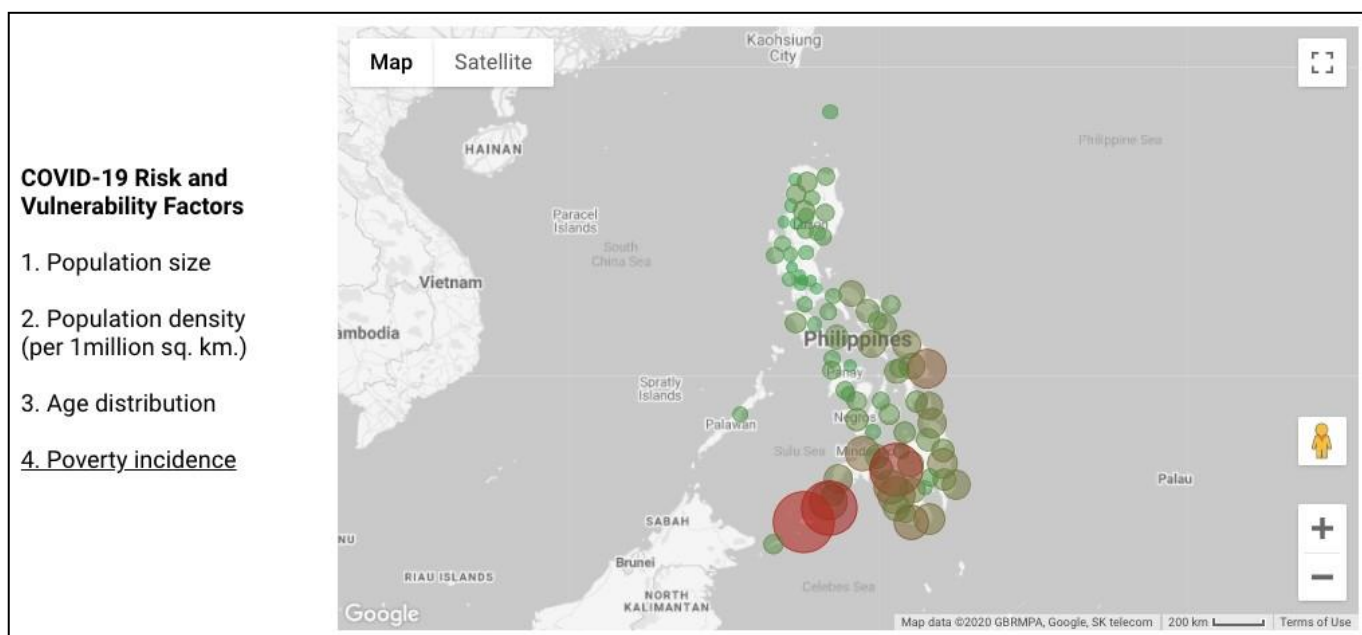 COVID-19 Risk and
Vulnerability Factors
1. Population size
2. Population density
(per 1million sq. km.)
3. Age distribution
4. Poverty incidence
Map
Satellite
Kaohsiung
City
Philippine Sea
HAINAN
Paracel
Islands
South
China Sea
Vietnam
ambodia
Philippines
Panay
Spratly
Islands
Palawan
Negros
Sulu Sea
Palau
SABAH
NU
Brunei
RIAU ISLANDS
NORTH
KALIMANTAN
Celebes Sea
Google
Map data ©2020 GBRMPA, Google, SK telecom
200 km
Terms of Use